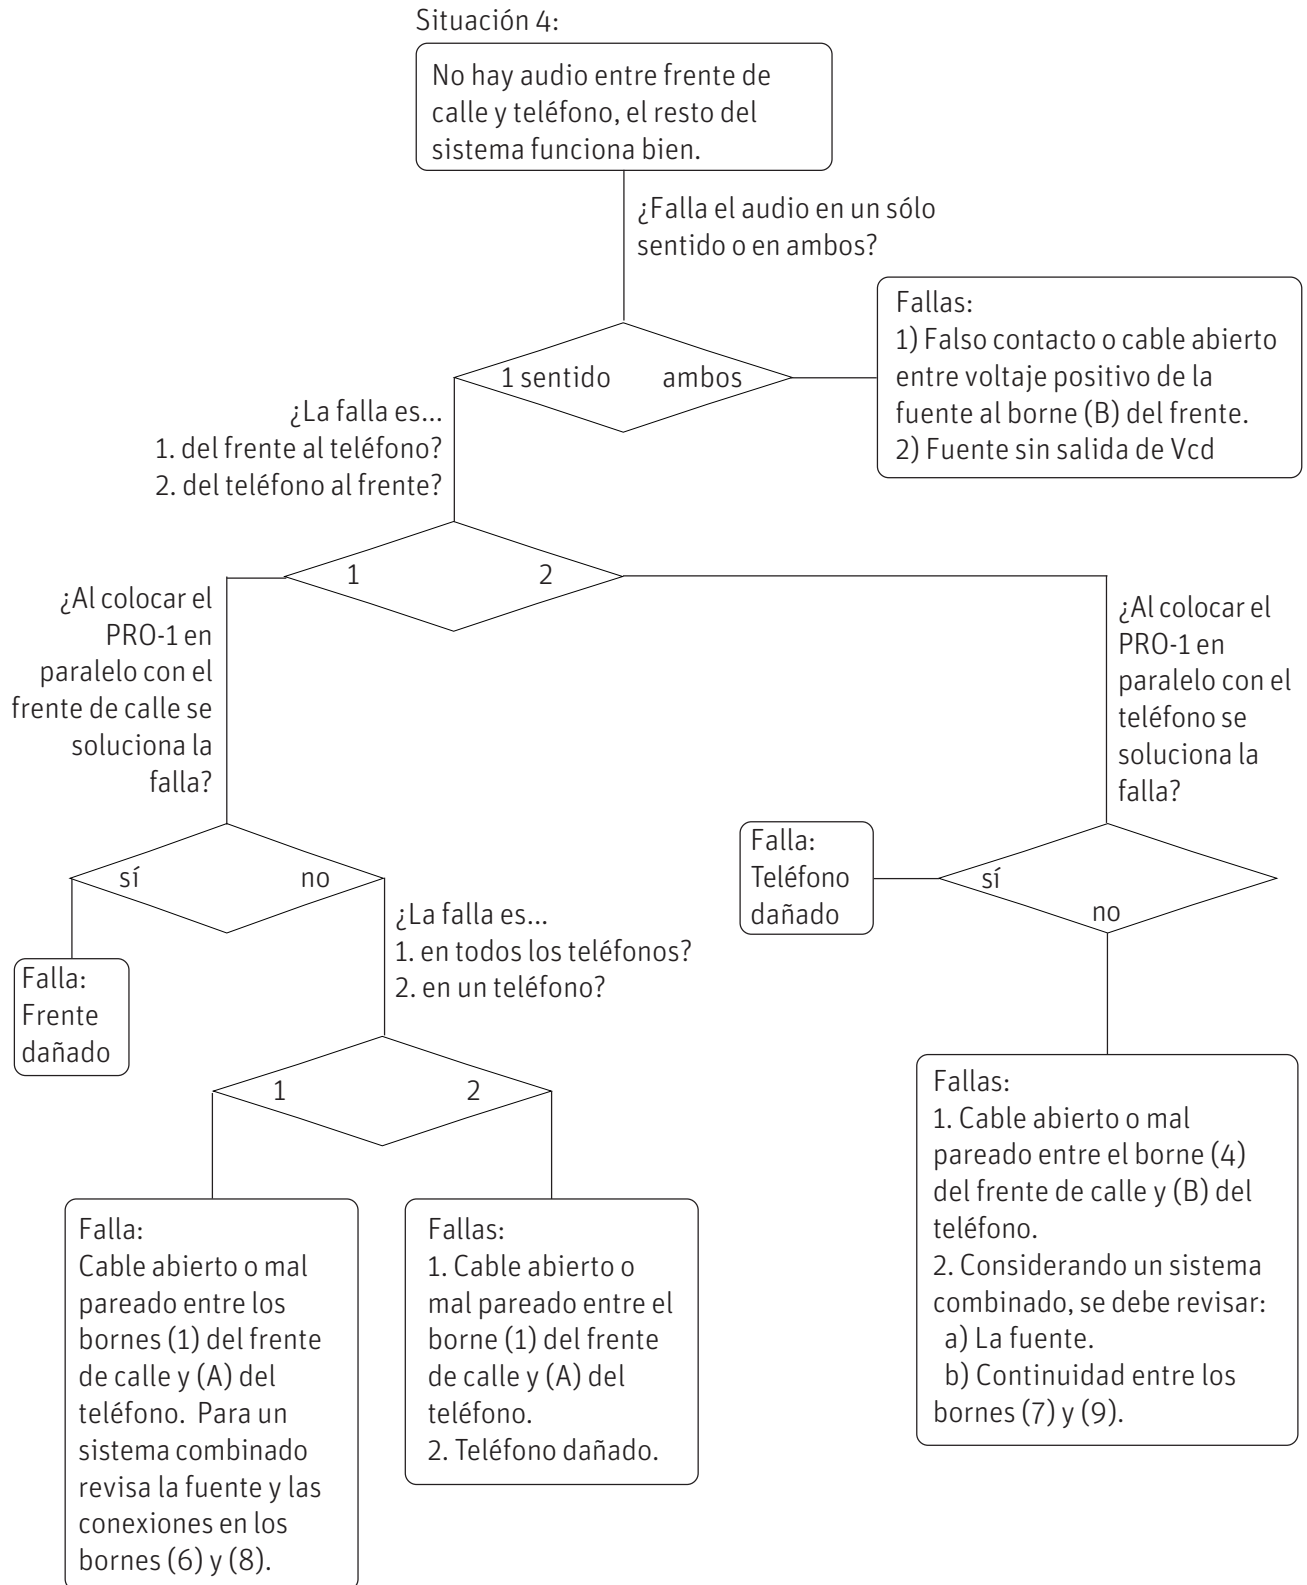 Situación 4:
No hay audio entre frente de
calle y teléfono, el resto del
sistema funciona bien.
¿Falla el audio en un sólo
sentido o en ambos?
1 sentido
ambos
Fallas:
1) Falso contacto o cable abierto
entre voltaje positivo de la
fuente al borne (B) del frente.
2) Fuente sin salida de Vcd
¿La falla es...
1. del frente al teléfono?
2. del teléfono al frente?
1
2
¿Al colocar el
PRO-1 en
paralelo con el
frente de calle se
soluciona la
falla?
¿Al colocar el
PRO-1 en
paralelo con el
teléfono se
soluciona la
falla?
sí
no
Falla:
Frente
dañado
¿La falla es...
1. en todos los teléfonos?
2. en un teléfono?
Falla:
Teléfono
dañado
sí
no
1
2
Falla:
Cable abierto o mal
pareado entre los
bornes (1) del frente
de calle y (A) del
teléfono. Para un
sistema combinado
revisa la fuente y las
conexiones en los
bornes (6) y (8).
Fallas:
1. Cable abierto o
mal pareado entre el
borne (1) del frente
de calle y (A) del
teléfono.
2. Teléfono dañado.
Fallas:
1. Cable abierto o mal
pareado entre el borne (4)
del frente de calle y (B) del
teléfono.
2. Considerando un sistema
combinado, se debe revisar:
a) La fuente.
b) Continuidad entre los
bornes (7) y (9).